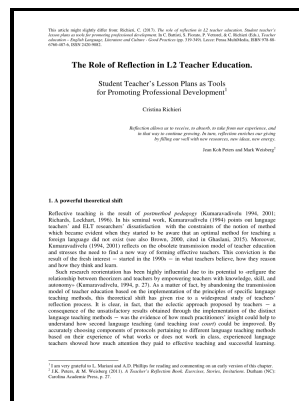 This article might slightly differ from Richieri, C. (2017). The role of reflection in L2 teacher education. Student teacher's
lesson plans as tools for promoting professional development. In C. Battisti, S. Fiorato, P. Vettorel, & C. Richieri (Eds.), Teacher
education – English Language, Literature and Culture - Good Practices (pp. 319-349). Lecce: Pensa MultiMedia, ISBN 978-88-
6760-487-6, ISSN 2420-9082.
The Role of Reflection in L2 Teacher Education.
Student Teacher's Lesson Plans as Tools
for Promoting Professional Development¹
Cristina Richieri
Reflection allows us to receive, to absorb, to take from our experience, and
in that way to continue growing. In turn, reflection enriches our giving
by filling our well with new resources, new ideas, new energy.
Jean Koh Peters and Mark Weisberg²
1. A powerful theoretical shift
Reflective teaching is the result of postmethod pedagogy (Kumaravadivelu 1994, 2001;
Richards, Lockhart, 1996). In his seminal work, Kumaravadivelu (1994) points out language
teachers' and ELT researchers' dissatisfaction with the constraints of the notion of method
which became evident when they started to be aware that an optimal method for teaching a
foreign language did not exist (see also Brown, 2000, cited in Ghaslani, 2015). Moreover,
Kumaravadivelu (1994, 2001) reflects on the obsolete transmission model of teacher education
and stresses the need to find a new way of forming effective teachers. This conviction is the
result of the fresh interest – started in the 1990s – in what teachers believe, how they reason
and how they think and learn.
Such research reorientation has been highly influential due to its potential to «refigure the
relationship between theorizers and teachers by empowering teachers with knowledge, skill, and
autonomy» (Kumaravadivelu, 1994, p. 27). As a matter of fact, by abandoning the transmission
model of teacher education based on the implementation of the principles of specific language
teaching methods, this theoretical shift has given rise to a widespread study of teachers'
reflection process. It is clear, in fact, that the eclectic approach proposed by teachers – a
consequence of the unsatisfactory results obtained through the implementation of the distinct
language teaching methods – was the evidence of how much practitioners' insight could help to
understand how second language teaching (and teaching tout court) could be improved. By
accurately choosing components of protocols pertaining to different language teaching methods
based on their experience of what works or does not work in class, experienced language
teachers showed how much attention they paid to effective teaching and successful learning.
¹ I am very grateful to L. Mariani and A.D. Phillips for reading and commenting on an early version of this chapter.
² J.K. Peters, & M. Weisberg (2011). A Teacher's Reflection Book. Exercises, Stories, Invitations. Durham (NC):
Carolina Academic Press, p. 27.